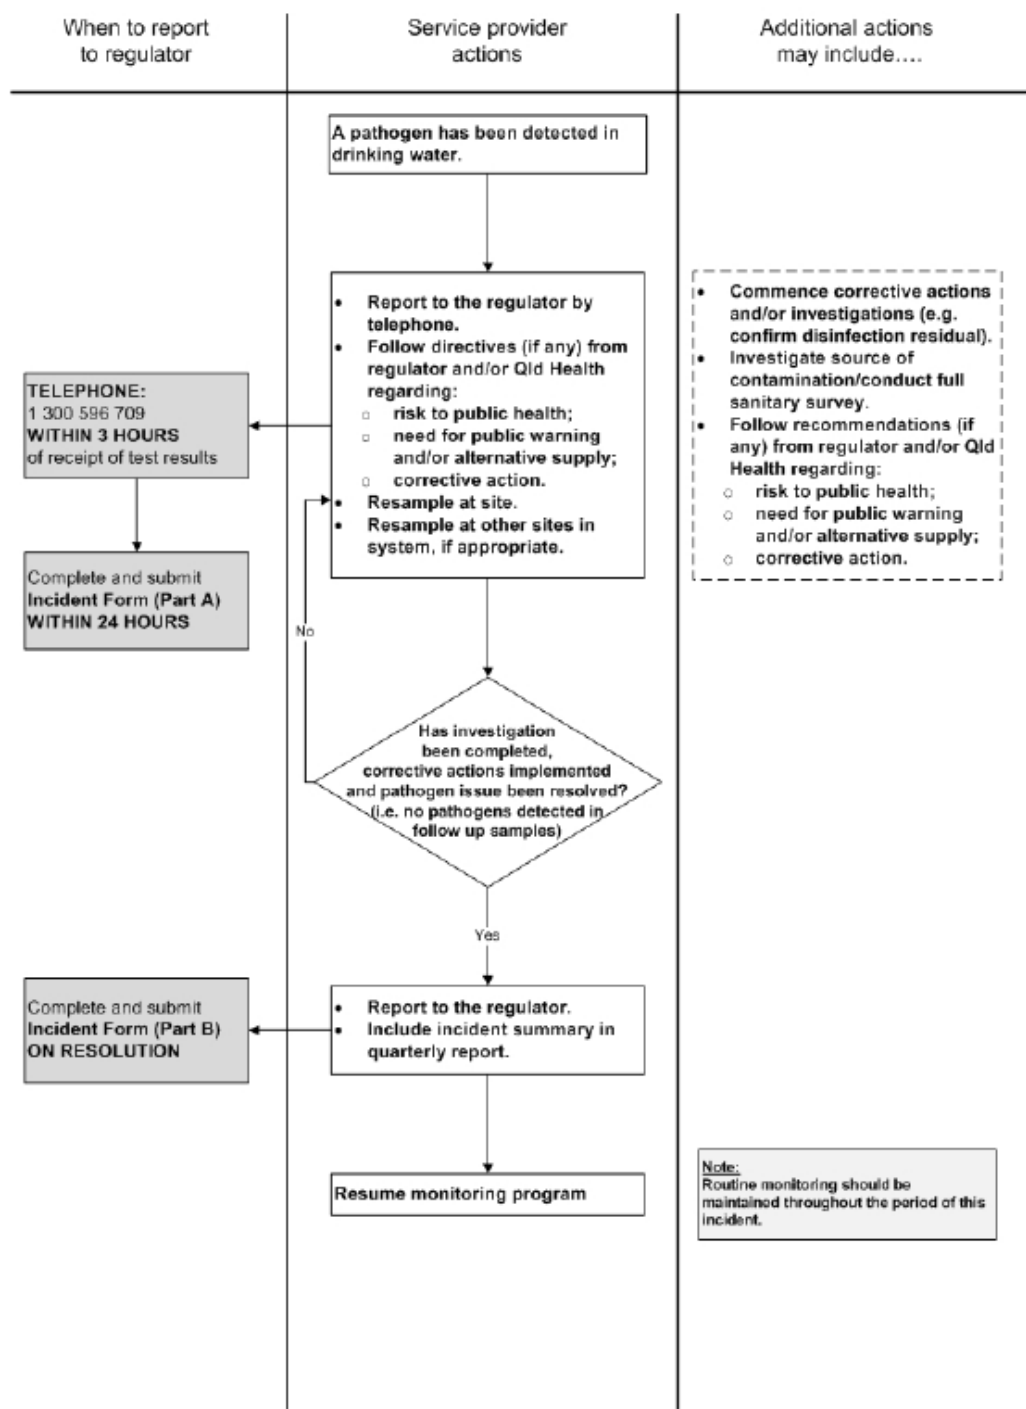 When to report
to regulator
Service provider
actions
Additional actions
may include....
A pathogen has been detected in
drinking water.
• Report to the regulator by
telephone.
• Follow directives (if any) from
regulator and/or Qld Health
regarding:
○ risk to public health;
○ need for public warning
and/or alternative supply;
○ corrective action.
• Resample at site.
• Resample at other sites in
system, if appropriate.
• Commence corrective actions
and/or investigations (e.g.
confirm disinfection residual).
• Investigate source of
contamination/conduct full
sanitary survey.
• Follow recommendations (if
any) from regulator and/or Qld
Health regarding:
○ risk to public health;
○ need for public warning
and/or alternative supply;
○ corrective action.
TELEPHONE:
1 300 596 709
WITHIN 3 HOURS
of receipt of test results
Complete and submit
Incident Form (Part A)
WITHIN 24 HOURS
No
Has investigation
been completed,
corrective actions implemented
and pathogen issue been resolved?
(i.e. no pathogens detected in
follow up samples)
Yes
Complete and submit
Incident Form (Part B)
ON RESOLUTION
• Report to the regulator.
• Include incident summary in
quarterly report.
Resume monitoring program
Note:
Routine monitoring should be
maintained throughout the period of this
incident.